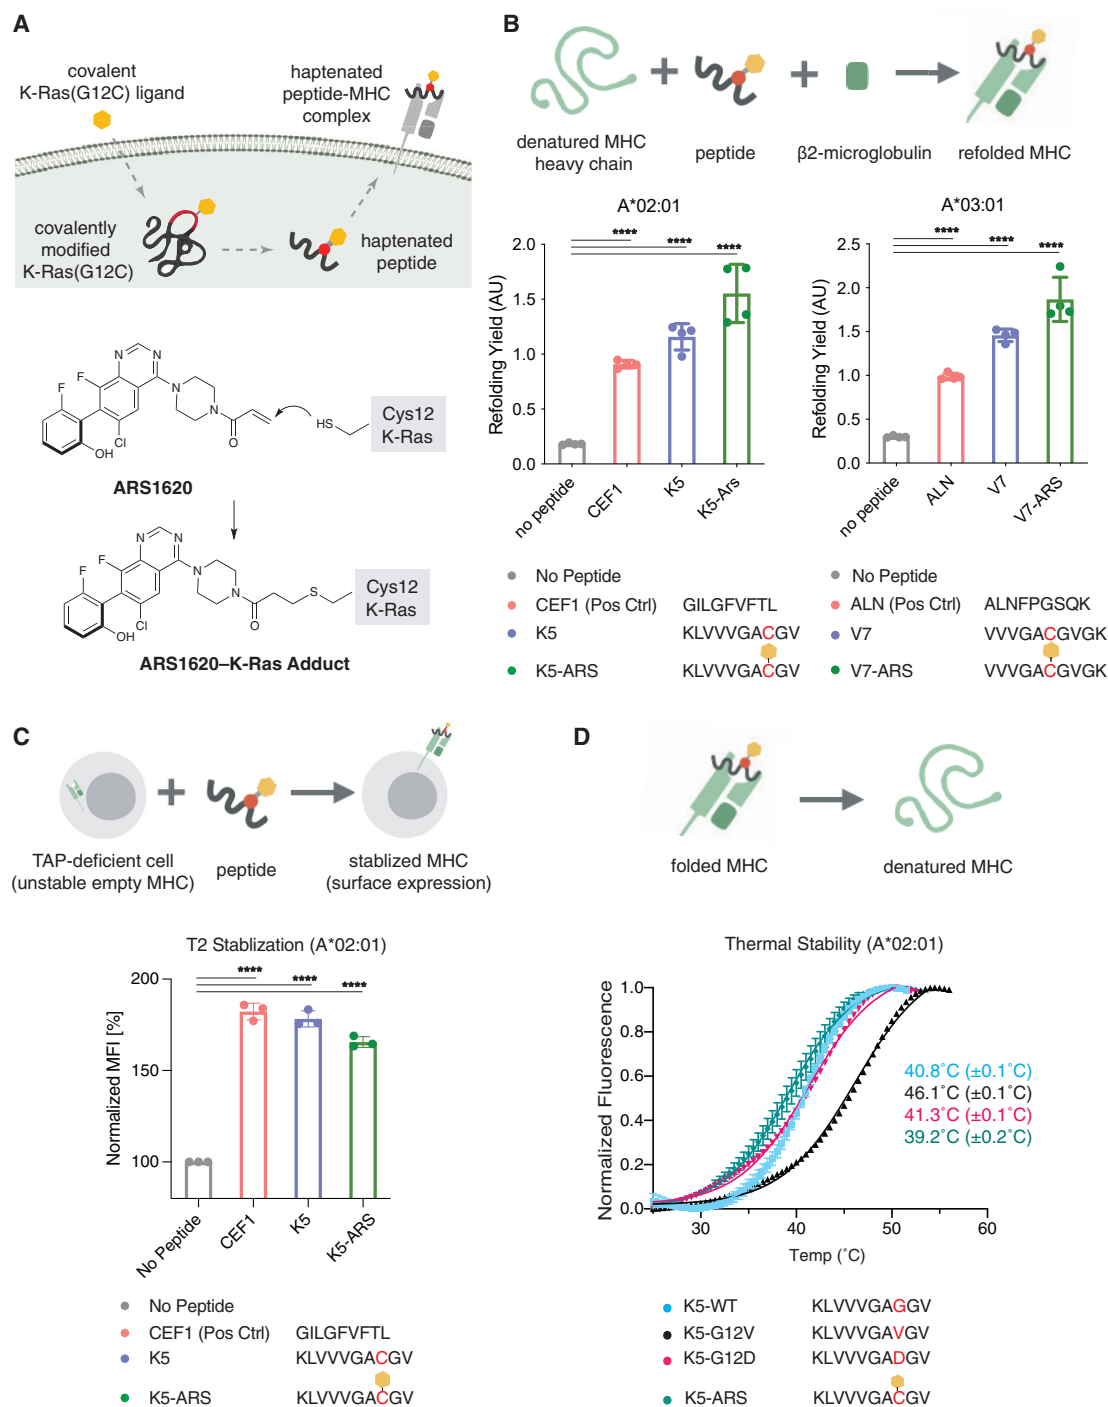 A
covalent
K-Ras(G12C) ligand
haptenated
peptide-MHC
complex
covalently
modified
K-Ras(G12C)
haptenated
peptide
N
N
F
F
N
N
O
Cl
OH
HS
Cys12
K-Ras
ARS1620
N
N
F
F
N
N
O
S
Cl
OH
Cys12
K-Ras
ARS1620–K-Ras Adduct
B
denatured MHC
heavy chain
peptide
β2-microglobulin
refolded MHC
A*02:01
Refolding Yield (AU)
2.0
1.5
1.0
0.5
0.0
****
****
****
no peptide
CEF1
K5
K5-Ars
No Peptide
CEF1 (Pos Ctrl) GILGFVFTL
K5 KLVVVGACGV
K5-ARS KLVVVGACGV
A*03:01
Refolding Yield (AU)
2.5
2.0
1.5
1.0
0.5
0.0
****
****
****
no peptide
ALN
V7
V7-ARS
No Peptide
ALN (Pos Ctrl) ALNFPGSQK
V7 VVVGACGVGK
V7-ARS VVVGACGVGK
C
TAP-deficient cell
(unstable empty MHC)
peptide
stablized MHC
(surface expression)
T2 Stablization (A*02:01)
Normalized MFI [%]
200
150
100
****
****
****
No Peptide
CEF1
K5
K5-ARS
No Peptide
CEF1 (Pos Ctrl) GILGFVFTL
K5 KLVVVGACGV
K5-ARS KLVVVGACGV
D
folded MHC
denatured MHC
Thermal Stability (A*02:01)
Normalized Fluorescence
1.0
0.8
0.6
0.4
0.2
0.0
30
40
50
60
Temp (˚C)
40.8˚C (±0.1˚C)
46.1˚C (±0.1˚C)
41.3˚C (±0.1˚C)
39.2˚C (±0.2˚C)
K5-WT KLVVVGAGGV
K5-G12V KLVVVGAVGV
K5-G12D KLVVVGADGV
K5-ARS KLVVVGACGV